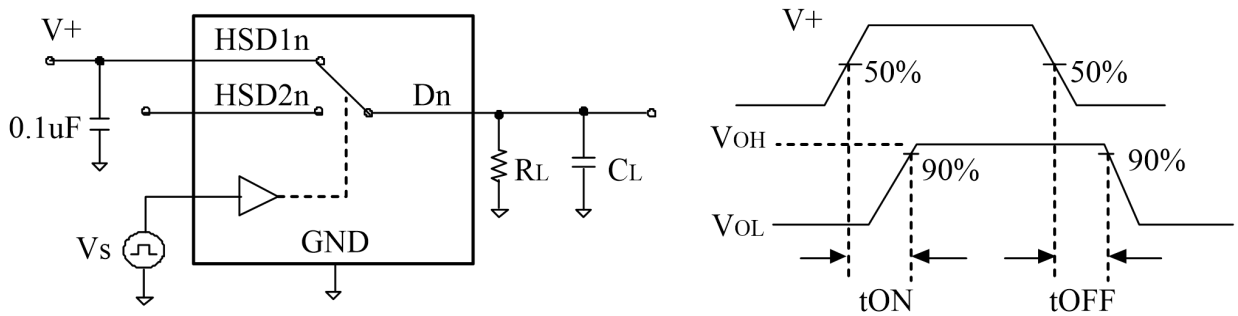 V+
HSD1n
HSD2n
Dn
0.1uF
RL
CL
Vs
GND
V+
50%
50%
VOH
90%
90%
VOL
tON
tOFF